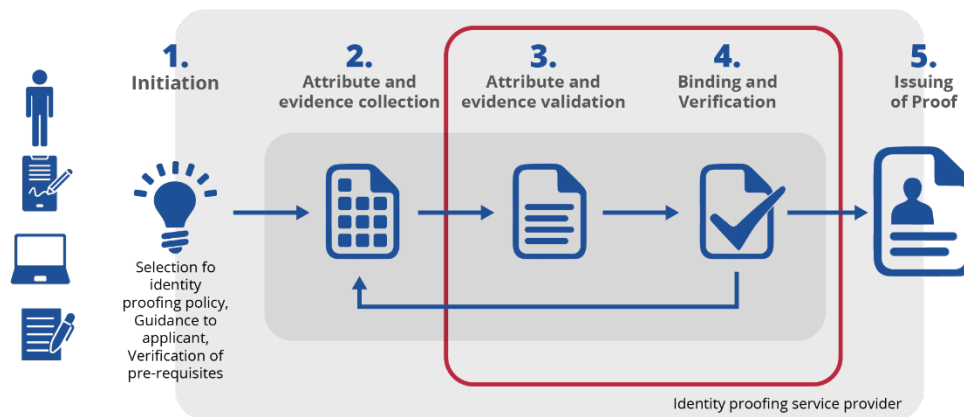 1.
Initiation
2.
Attribute and
evidence collection
3.
Attribute and
evidence validation
4.
Binding and
Verification
5.
Issuing
of Proof
Selection fo
identity
proofing policy,
Guidance to
applicant,
Verification of
pre-requisites
Identity proofing service provider